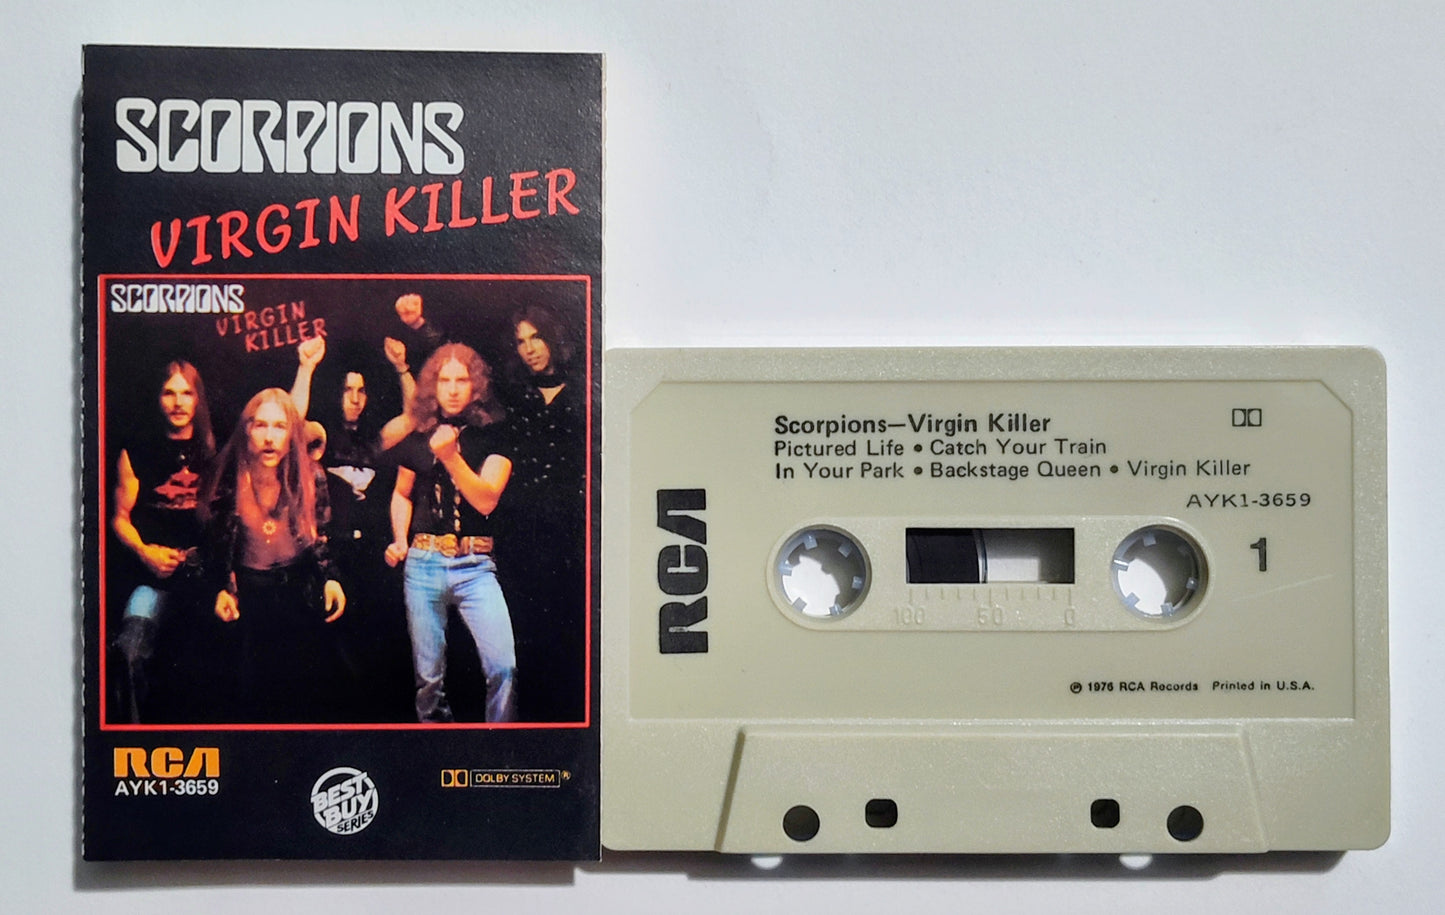 SCORPIONS
VIRGIN KILLER
SCORPIONS
VIRGIN
KILLER
RCA
AYK1-3659
BEST
BUY
SERIES
DOLBY SYSTEM®
Scorpions—Virgin Killer
Pictured Life • Catch Your Train
In Your Park • Backstage Queen • Virgin Killer
AYK1-3659
RCA
1
100 50 0
℗ 1976 RCA Records Printed in U.S.A.